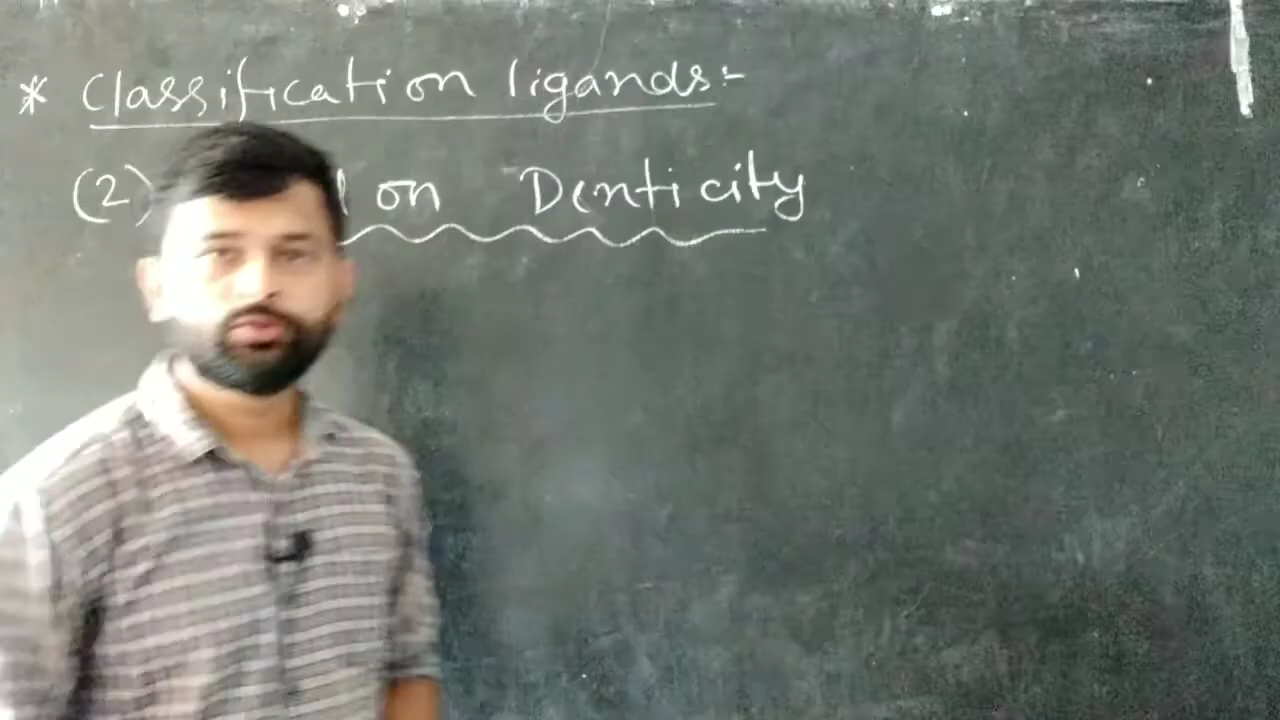 * Classification ligands:-
(2) on Denticity